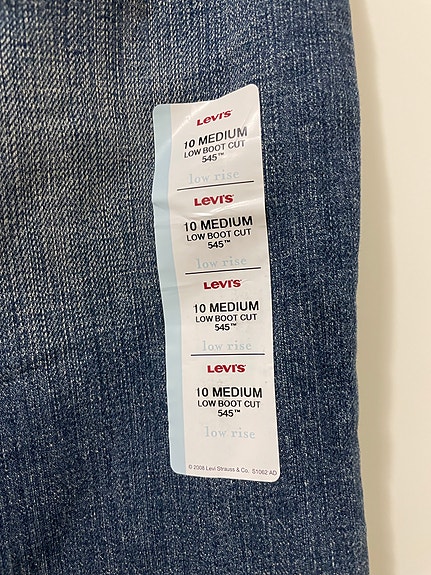 Levi's
10 MEDIUM
LOW BOOT CUT
545™
low rise
Levi's
10 MEDIUM
LOW BOOT CUT
545™
low rise
Levi's
10 MEDIUM
LOW BOOT CUT
545™
low rise
Levi's
10 MEDIUM
LOW BOOT CUT
545™
low rise
© 2008 Levi Strauss & Co. S1062 AD